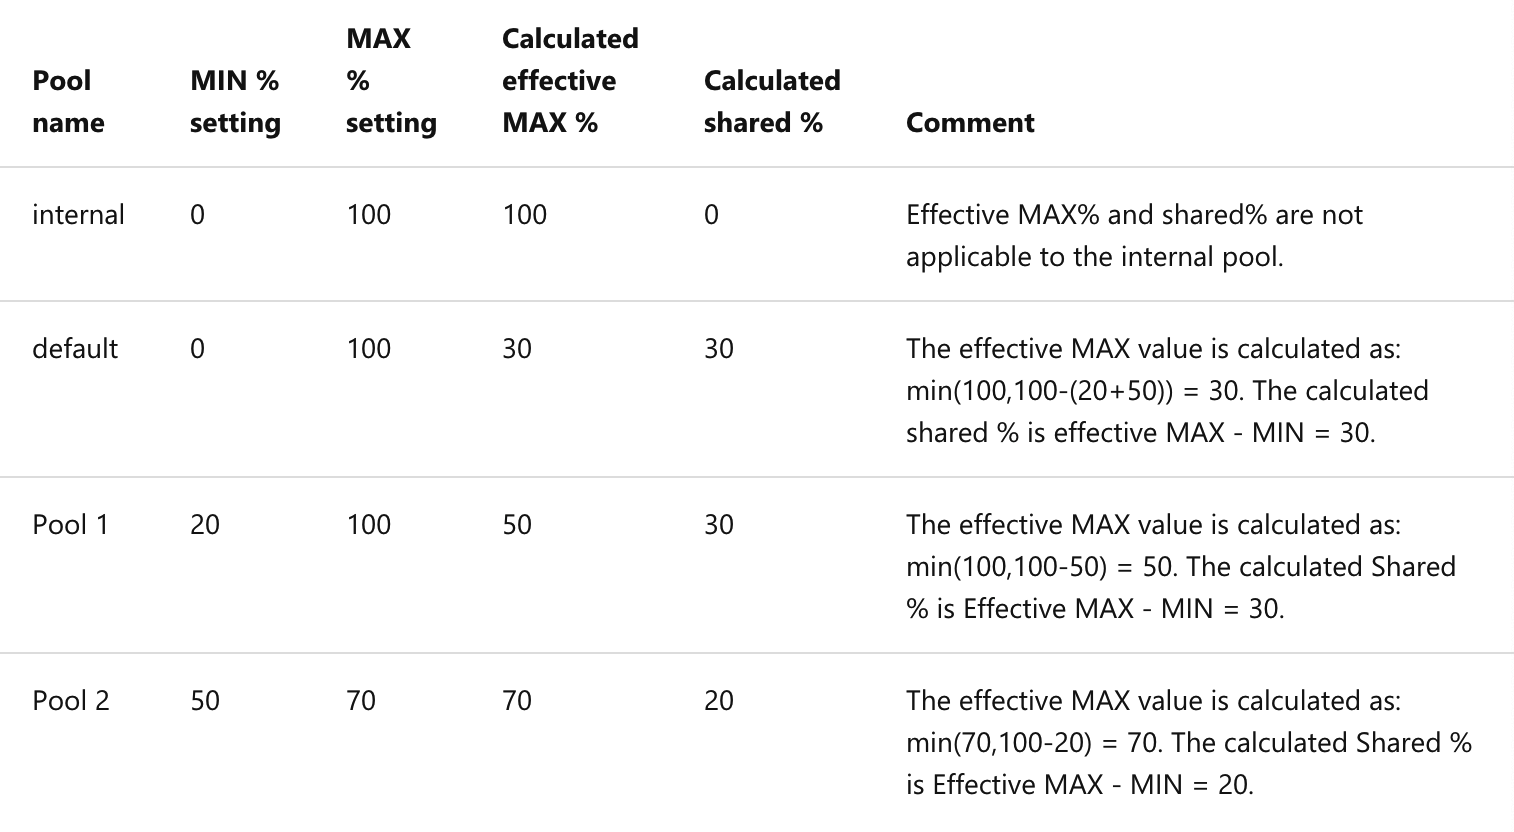 Pool name MIN % setting MAX % setting Calculated effective MAX % Calculated shared % Comment
internal 0 100 100 0 Effective MAX% and shared% are not
applicable to the internal pool.
default 0 100 30 30 The effective MAX value is calculated as:
min(100,100-(20+50)) = 30. The calculated
shared % is effective MAX - MIN = 30.
Pool 1 20 100 50 30 The effective MAX value is calculated as:
min(100,100-50) = 50. The calculated Shared
% is Effective MAX - MIN = 30.
Pool 2 50 70 70 20 The effective MAX value is calculated as:
min(70,100-20) = 70. The calculated Shared %
is Effective MAX - MIN = 20.